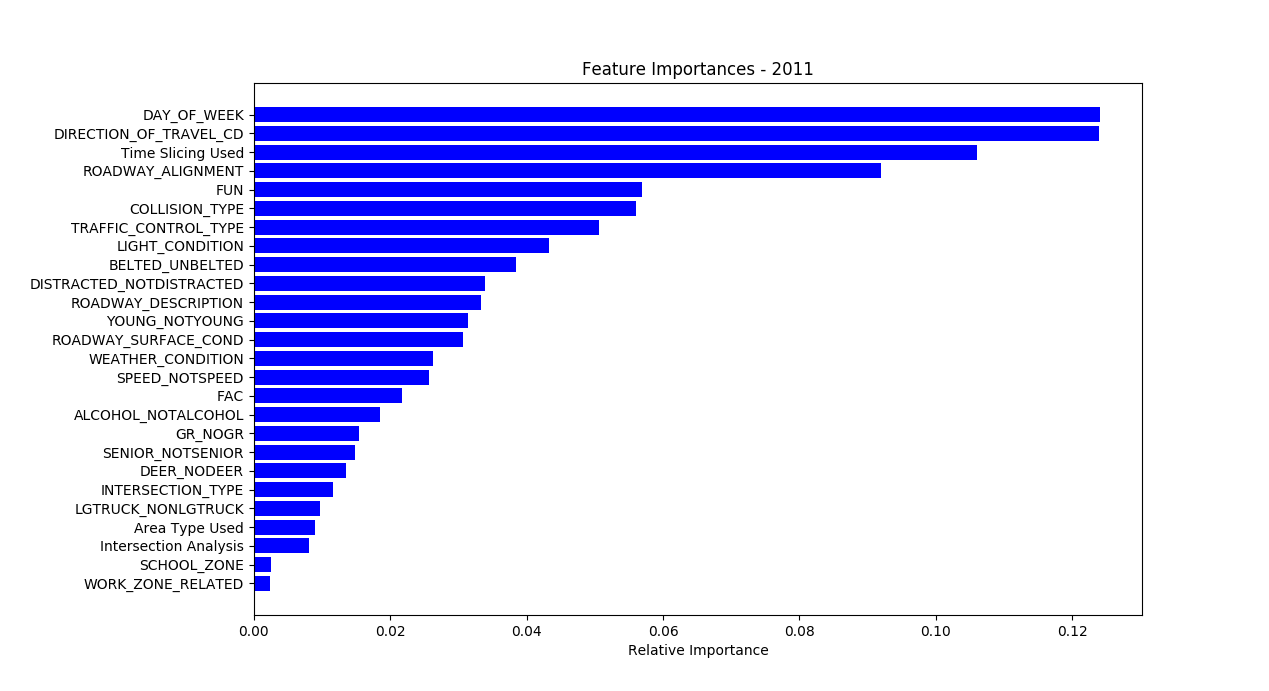 Feature Importances - 2011
DAY_OF_WEEK
DIRECTION_OF_TRAVEL_CD
Time Slicing Used
ROADWAY_ALIGNMENT
FUN
COLLISION_TYPE
TRAFFIC_CONTROL_TYPE
LIGHT_CONDITION
BELTED_UNBELTED
DISTRACTED_NOTDISTRACTED
ROADWAY_DESCRIPTION
YOUNG_NOTYOUNG
ROADWAY_SURFACE_COND
WEATHER_CONDITION
SPEED_NOTSPEED
FAC
ALCOHOL_NOTALCOHOL
GR_NOGR
SENIOR_NOTSENIOR
DEER_NODEER
INTERSECTION_TYPE
LGTRUCK_NONLGTRUCK
Area Type Used
Intersection Analysis
SCHOOL_ZONE
WORK_ZONE_RELATED
0.00 0.02 0.04 0.06 0.08 0.10 0.12
Relative Importance